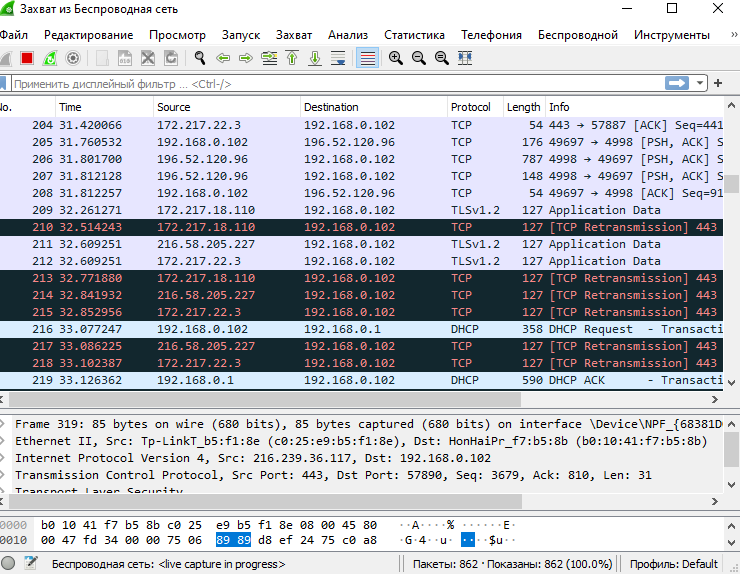 Захват из Беспроводная сеть
Файл Редактирование Просмотр Запуск Захват Анализ Статистика Телефония Беспроводной Инструменты »
Применить дисплейный фильтр ... <Ctrl-/>
No. Time Source Destination Protocol Length Info
204 31.420066 172.217.22.3 192.168.0.102 TCP 54 443 → 57887 [ACK] Seq=441
205 31.760532 192.168.0.102 196.52.120.96 TCP 176 49697 → 4998 [PSH, ACK] S
206 31.801700 196.52.120.96 192.168.0.102 TCP 787 4998 → 49697 [PSH, ACK] S
207 31.812128 196.52.120.96 192.168.0.102 TCP 148 4998 → 49697 [PSH, ACK] S
208 31.812257 192.168.0.102 196.52.120.96 TCP 54 49697 → 4998 [ACK] Seq=91
209 32.261271 172.217.18.110 192.168.0.102 TLSv1.2 127 Application Data
210 32.514243 172.217.18.110 192.168.0.102 TCP 127 [TCP Retransmission] 443
211 32.609251 216.58.205.227 192.168.0.102 TLSv1.2 127 Application Data
212 32.609251 172.217.22.3 192.168.0.102 TLSv1.2 127 Application Data
213 32.771880 172.217.18.110 192.168.0.102 TCP 127 [TCP Retransmission] 443
214 32.841932 216.58.205.227 192.168.0.102 TCP 127 [TCP Retransmission] 443
215 32.852956 172.217.22.3 192.168.0.102 TCP 127 [TCP Retransmission] 443
216 33.077247 192.168.0.102 192.168.0.1 DHCP 358 DHCP Request - Transacti
217 33.086225 216.58.205.227 192.168.0.102 TCP 127 [TCP Retransmission] 443
218 33.102387 172.217.22.3 192.168.0.102 TCP 127 [TCP Retransmission] 443
219 33.126362 192.168.0.1 192.168.0.102 DHCP 590 DHCP ACK - Transacti
Frame 319: 85 bytes on wire (680 bits), 85 bytes captured (680 bits) on interface \Device\NPF_{68381D
Ethernet II, Src: Tp-LinkT_b5:f1:8e (c0:25:e9:b5:f1:8e), Dst: HonHaiPr_f7:b5:8b (b0:10:41:f7:b5:8b)
Internet Protocol Version 4, Src: 216.239.36.117, Dst: 192.168.0.102
Transmission Control Protocol, Src Port: 443, Dst Port: 57890, Seq: 3679, Ack: 810, Len: 31
Transport Layer Security
0000 b0 10 41 f7 b5 8b c0 25 e9 b5 f1 8e 08 00 45 80 ··A····% ······E·
0010 00 47 fd 34 00 00 75 06 89 89 d8 ef 24 75 c0 a8 ·G·4··u· ····$u··
Беспроводная сеть: <live capture in progress> Пакеты: 862 · Показаны: 862 (100.0%) Профиль: Default